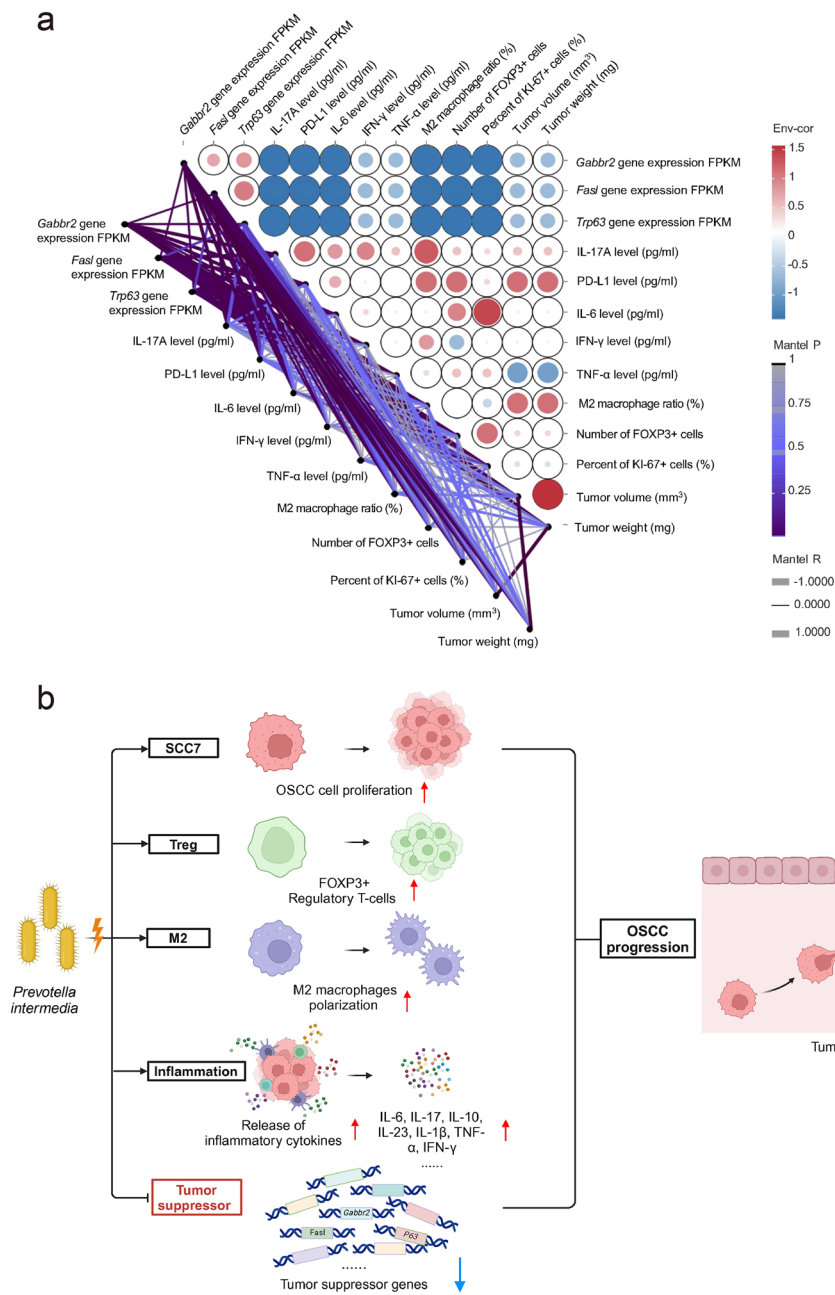 a
Gabbr2 gene expression FPKM
Fasl gene expression FPKM
Trp63 gene expression FPKM
IL-17A level (pg/ml)
PD-L1 level (pg/ml)
IL-6 level (pg/ml)
IFN-γ level (pg/ml)
TNF-α level (pg/ml)
M2 macrophage ratio (%)
Number of FOXP3+ cells
Percent of KI-67+ cells (%)
Tumor volume (mm³)
Tumor weight (mg)
Gabbr2 gene expression FPKM
Fasl gene expression FPKM
Trp63 gene expression FPKM
IL-17A level (pg/ml)
PD-L1 level (pg/ml)
IL-6 level (pg/ml)
IFN-γ level (pg/ml)
TNF-α level (pg/ml)
M2 macrophage ratio (%)
Number of FOXP3+ cells
Percent of KI-67+ cells (%)
Tumor volume (mm³)
Tumor weight (mg)
Gabbr2 gene
expression FPKM
Fasl gene
expression FPKM
Trp63 gene
expression FPKM
IL-17A level (pg/ml)
PD-L1 level (pg/ml)
IL-6 level (pg/ml)
IFN-γ level (pg/ml)
TNF-α level (pg/ml)
M2 macrophage ratio (%)
Number of FOXP3+ cells
Percent of KI-67+ cells (%)
Tumor volume (mm³)
Tumor weight (mg)
Env-cor
1.5
1
0.5
0
-0.5
-1
Mantel P
1
0.75
0.5
0.25
Mantel R
-1.0000
0.0000
1.0000
b
SCC7
OSCC cell proliferation
Treg
FOXP3+
Regulatory T-cells
M2
M2 macrophages
polarization
Prevotella
intermedia
OSCC
progression
Tum
Inflammation
Release of
inflammatory cytokines
IL-6, IL-17, IL-10,
IL-23, IL-1β, TNF-
α, IFN-γ
......
Tumor
suppressor
Gabbr2
Fasl
P63
......
Tumor suppressor genes